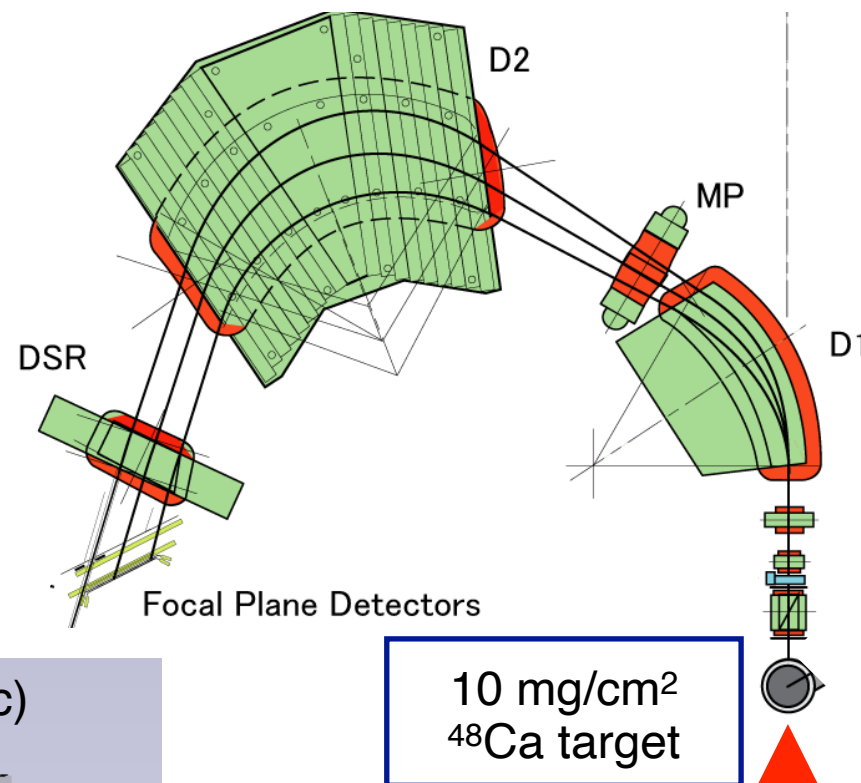 D2
MP
D1
DSR
Focal Plane Detectors
c)
10 mg/cm²
⁴⁸Ca target